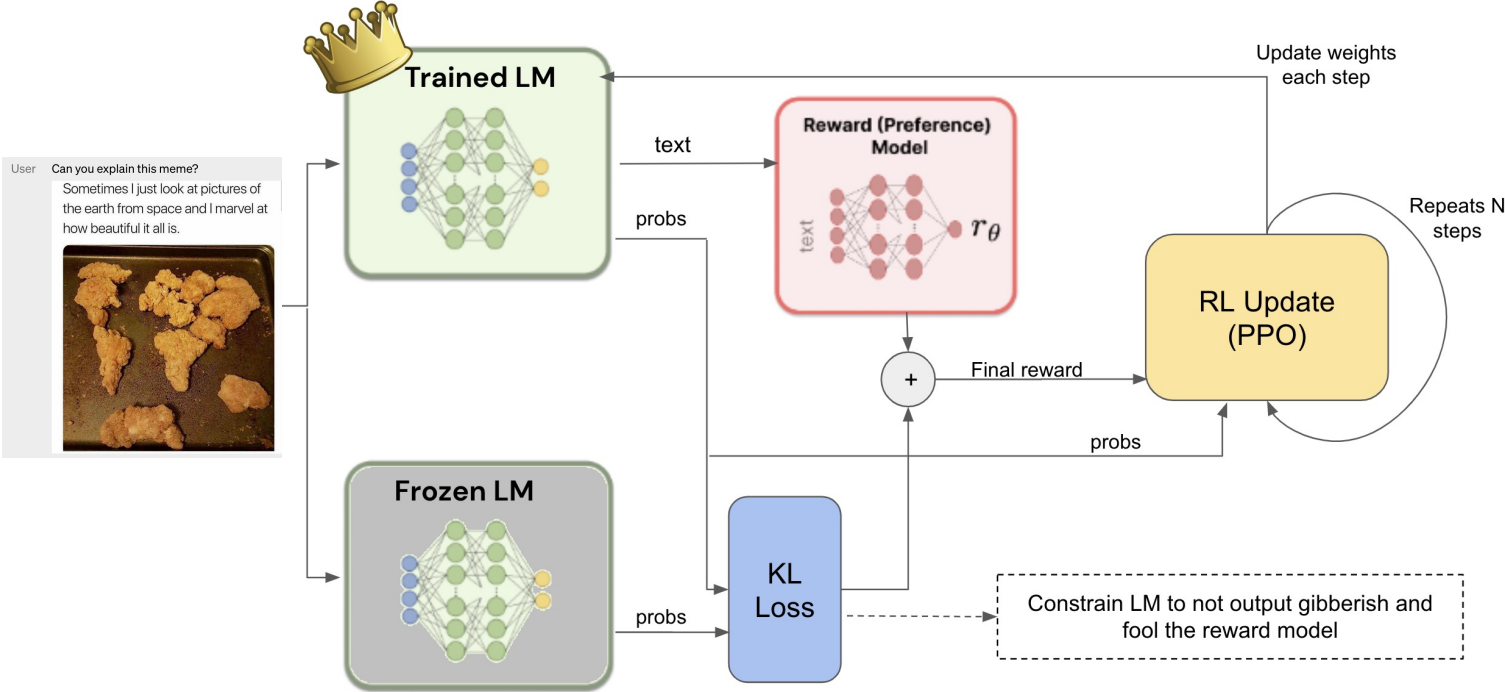 Trained LM
Update weights
each step
Reward (Preference)
Model
text
User Can you explain this meme?
Sometimes I just look at pictures of
the earth from space and I marvel at
how beautiful it all is.
probs
text
r_θ
Repeats N
steps
RL Update
(PPO)
+
Final reward
probs
Frozen LM
KL
Loss
probs
Constrain LM to not output gibberish and
fool the reward model